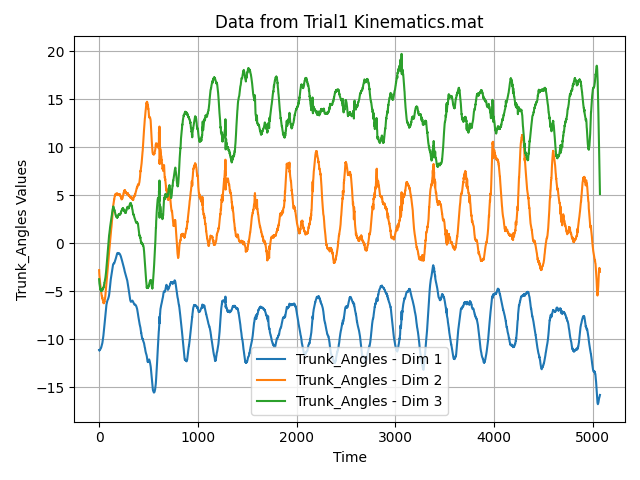 Data from Trial1 Kinematics.mat
Trunk_Angles Values
20
15
10
5
0
−5
−10
−15
Trunk_Angles - Dim 1
Trunk_Angles - Dim 2
Trunk_Angles - Dim 3
0 1000 2000 3000 4000 5000
Time